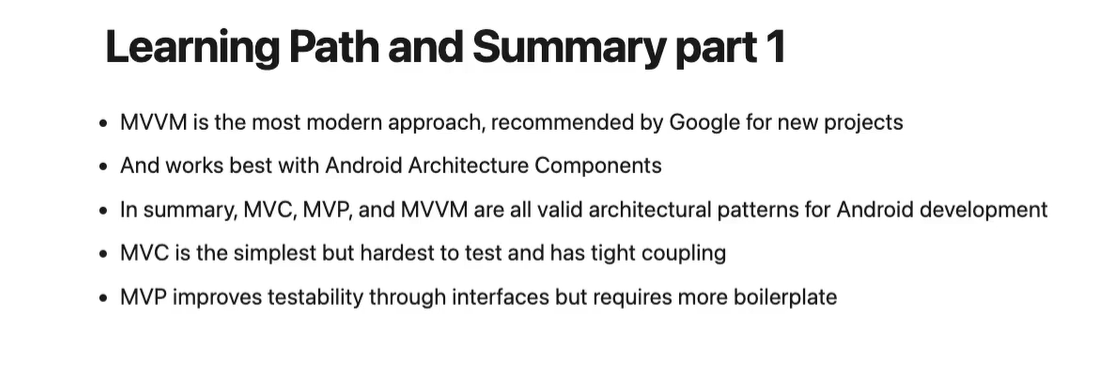 Learning Path and Summary part 1
• MVVM is the most modern approach, recommended by Google for new projects
• And works best with Android Architecture Components
• In summary, MVC, MVP, and MVVM are all valid architectural patterns for Android development
• MVC is the simplest but hardest to test and has tight coupling
• MVP improves testability through interfaces but requires more boilerplate